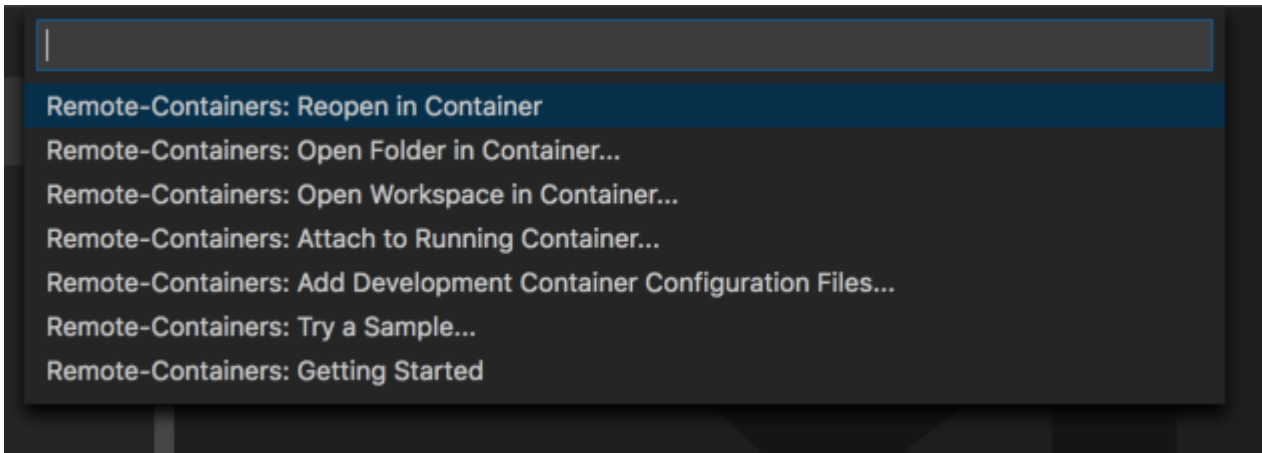 Remote-Containers: Reopen in Container
Remote-Containers: Open Folder in Container...
Remote-Containers: Open Workspace in Container...
Remote-Containers: Attach to Running Container...
Remote-Containers: Add Development Container Configuration Files...
Remote-Containers: Try a Sample...
Remote-Containers: Getting Started